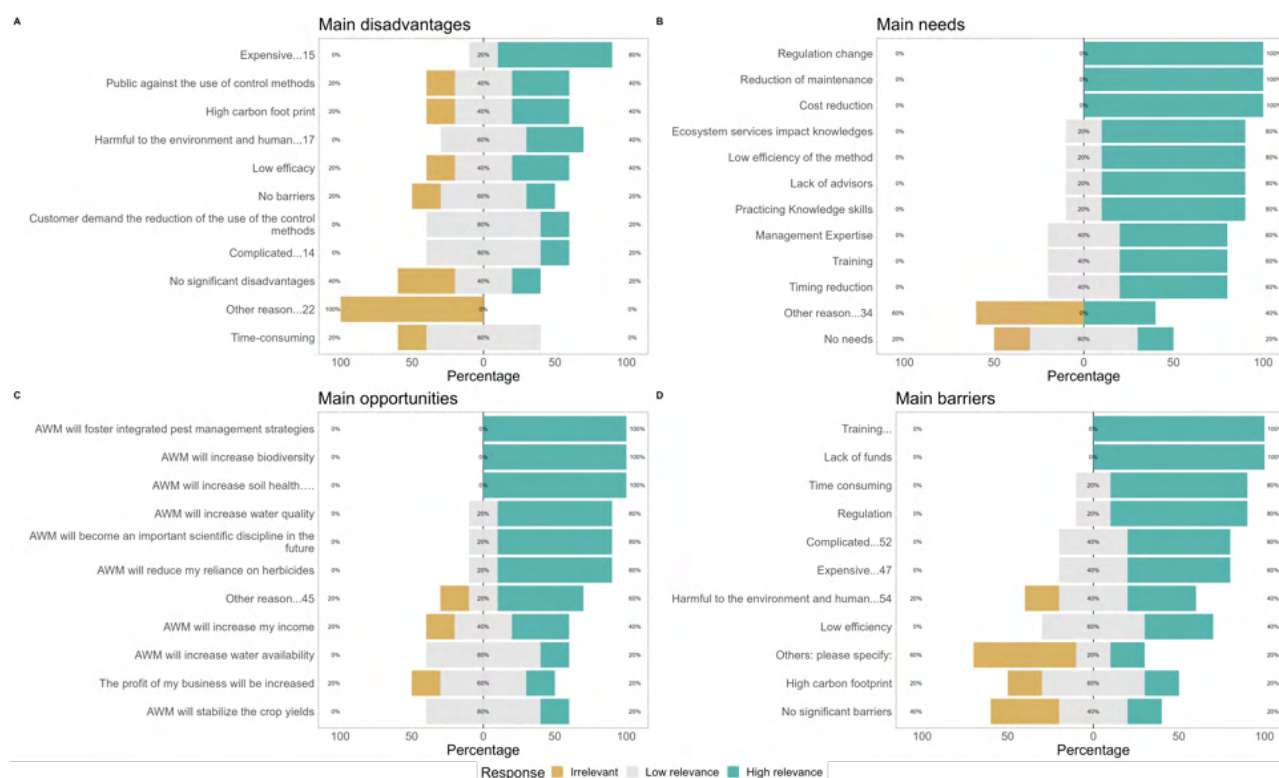 A
Main disadvantages
Expensive...15
0%
20%
80%
Public against the use of control methods
20%
40%
40%
High carbon foot print
20%
40%
40%
Harmful to the environment and human...17
0%
60%
40%
Low efficacy
20%
40%
40%
No barriers
20%
60%
20%
Customer demand the reduction of the use of the control
methods
0%
80%
20%
Complicated...14
0%
80%
20%
No significant disadvantages
40%
40%
20%
Other reason...22
100%
0%
0%
Time-consuming
20%
80%
0%
100
50
0
50
100
Percentage
B
Main needs
Regulation change
0%
0%
100%
Reduction of maintenance
0%
0%
100%
Cost reduction
0%
0%
100%
Ecosystem services impact knowledges
0%
20%
80%
Low efficiency of the method
0%
20%
80%
Lack of advisors
0%
20%
80%
Practicing Knowledge skills
0%
20%
80%
Management Expertise
0%
40%
60%
Training
0%
40%
60%
Timing reduction
0%
40%
60%
Other reason...34
60%
0%
40%
No needs
20%
60%
20%
100
50
0
50
100
Percentage
C
Main opportunities
AWM will foster integrated pest management strategies
0%
0%
100%
AWM will increase biodiversity
0%
0%
100%
AWM will increase soil health....
0%
0%
100%
AWM will increase water quality
0%
20%
80%
AWM will become an important scientific discipline in the
future
0%
20%
80%
AWM will reduce my reliance on herbicides
0%
20%
80%
Other reason...45
20%
20%
60%
AWM will increase my income
20%
40%
40%
AWM will increase water availability
0%
80%
20%
The profit of my business will be increased
20%
60%
20%
AWM will stabilize the crop yields
0%
80%
20%
100
50
0
50
100
Percentage
D
Main barriers
Training...
0%
0%
100%
Lack of funds
0%
0%
100%
Time consuming
0%
20%
80%
Regulation
0%
20%
80%
Complicated...52
0%
40%
60%
Expensive...47
0%
40%
60%
Harmful to the environment and human...54
20%
40%
40%
Low efficiency
0%
60%
40%
Others: please specify:
60%
20%
20%
High carbon footprint
20%
60%
20%
No significant barriers
40%
40%
20%
100
50
0
50
100
Percentage
Response Irrelevant Low relevance High relevance